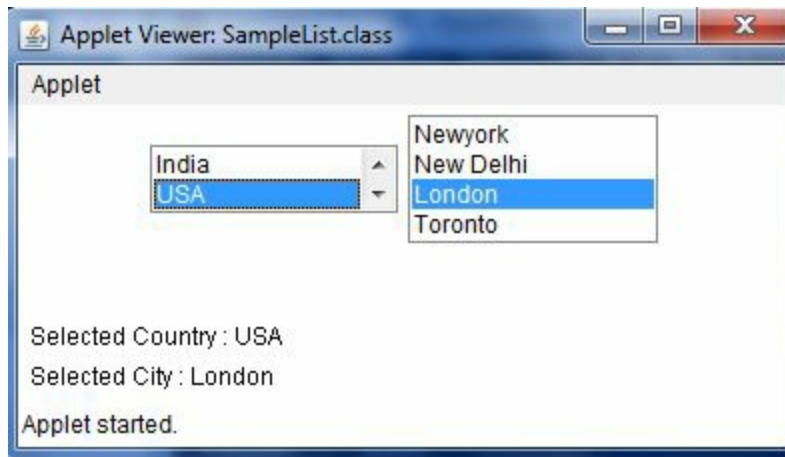 Applet Viewer: SampleList.class
Applet
India
USA
Newyork
New Delhi
London
Toronto
Selected Country : USA
Selected City : London
Applet started.